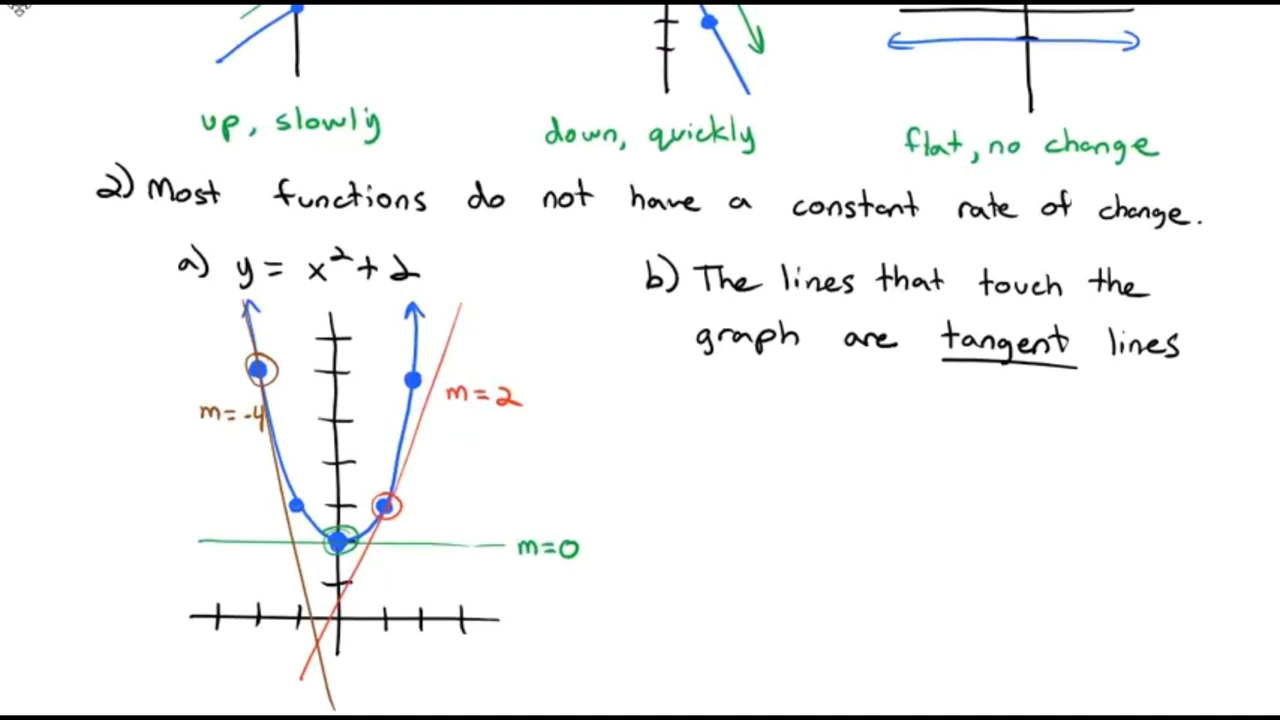 up, slowly
down, quickly
flat, no change
2) Most functions do not have a constant rate of change.
a) y = x² + 2
b) The lines that touch the
graph are tangent lines
m = 2
m = -4
m = 0